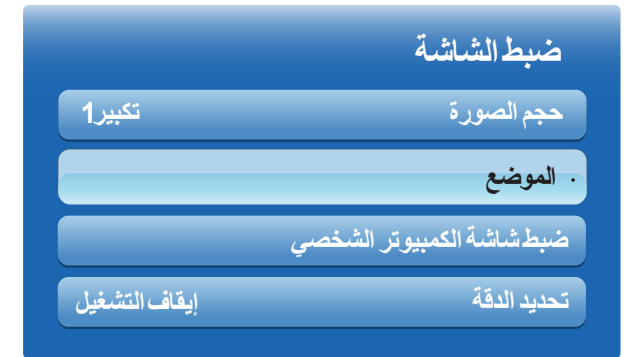 ضبط الشاشة
حجم الصورة تكبير1
· الموضع
ضبط شاشة الكمبيوتر الشخصي
تحديد الدقة إيقاف التشغيل